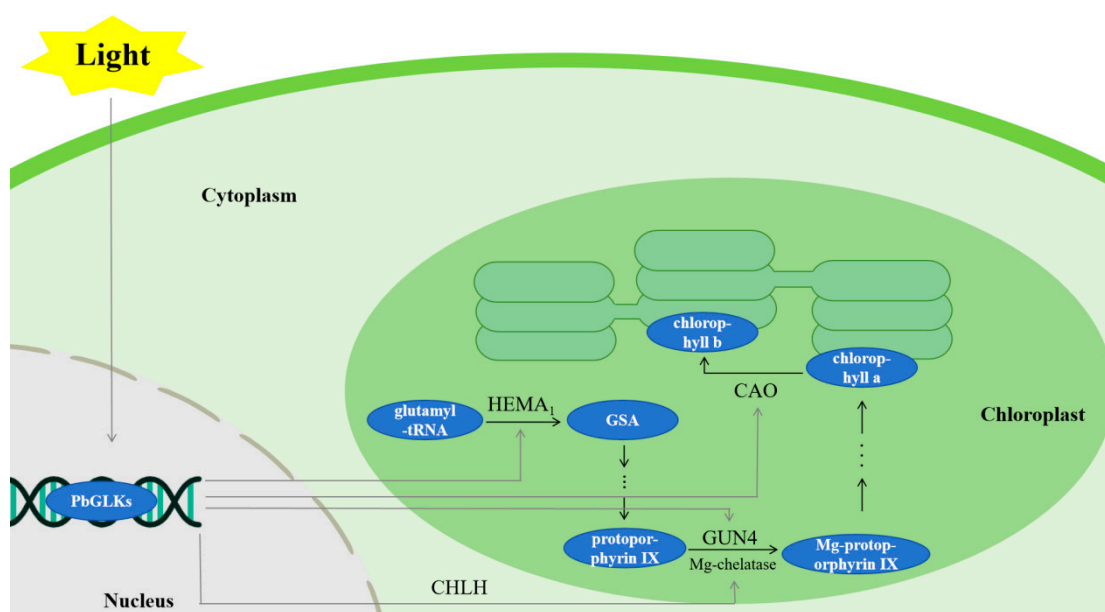 Light
Cytoplasm
chlorop-
hyll b
chlorop-
hyll a
CAO
HEMA1
glutamyl
-tRNA
GSA
Chloroplast
PbGLKs
protopor-
phyrin IX
GUN4
Mg-chelatase
Mg-protop-
orphyrin IX
CHLH
Nucleus